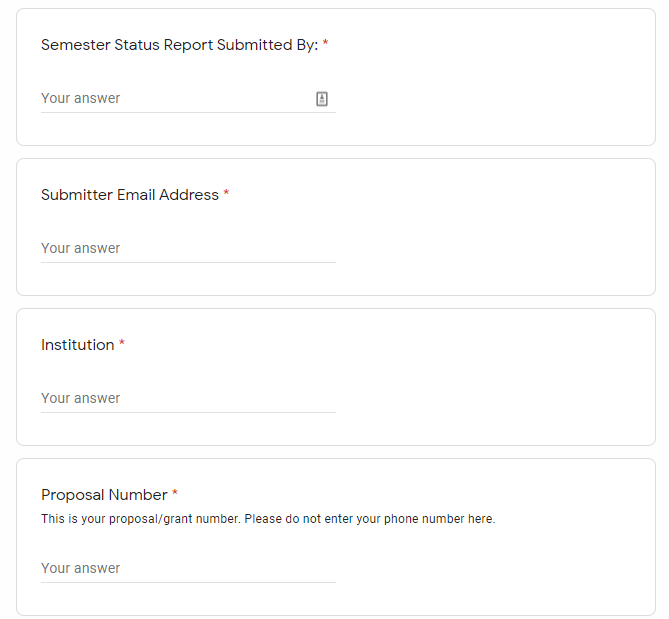 Semester Status Report Submitted By: *
Your answer
Submitter Email Address *
Your answer
Institution *
Your answer
Proposal Number *
This is your proposal/grant number. Please do not enter your phone number here.
Your answer